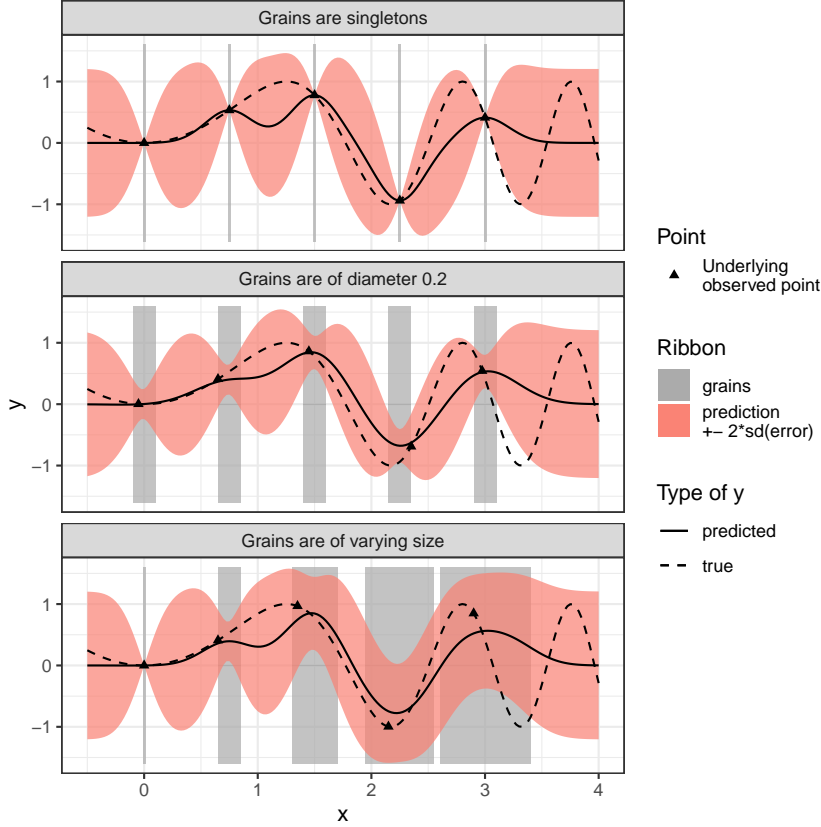 Grains are singletons
1
0
−1
Grains are of diameter 0.2
1
0
−1
Grains are of varying size
1
0
−1
0 1 2 3 4
x
y
Point
Underlying
observed point
Ribbon
grains
prediction
+− 2*sd(error)
Type of y
predicted
true